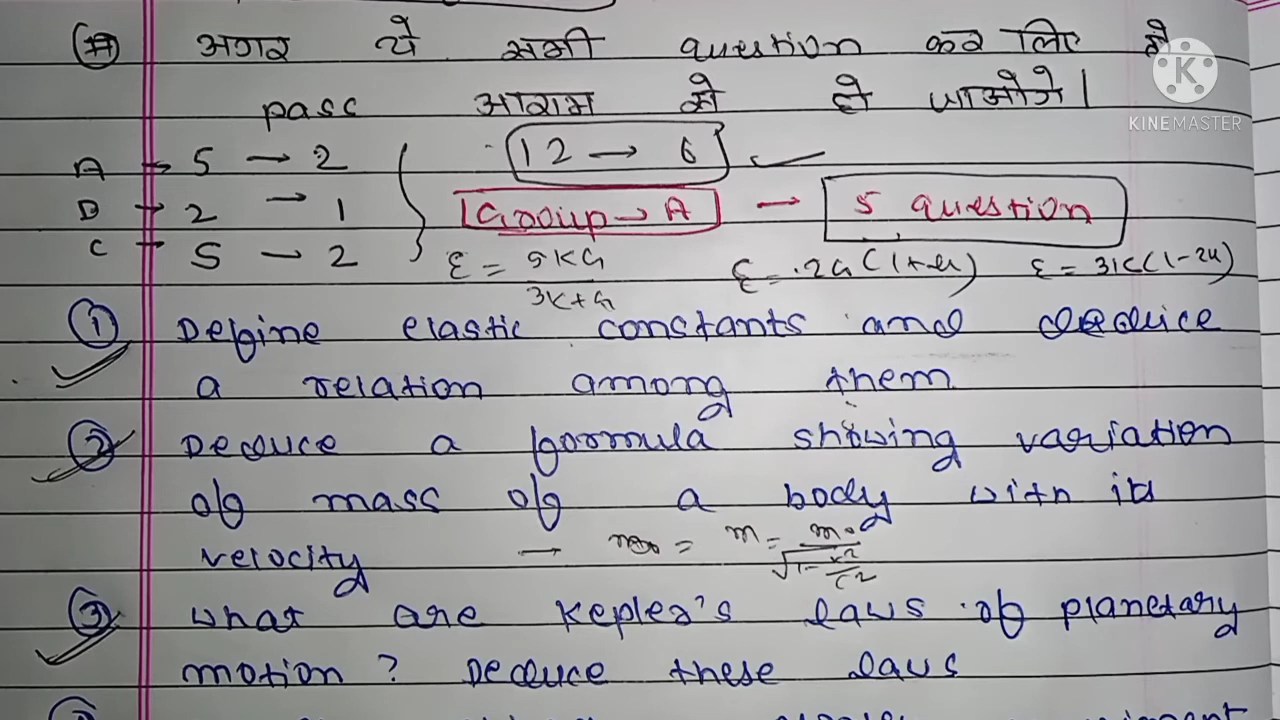 # अगर ये सभी question कर लिए तो
pass आराम से हो जाओगे।
A → 5 → 2
B → 2 → 1
C → 5 → 2
12 → 6
Group → A → 5 question
ε = 9KG/3K+G ε = 2G(1+u) ε = 3K(1-2u)
① Define elastic constants and deduce
a relation among them
② Deduce a formula showing variation
of mass of a body with its
velocity → m = m₀/√1-v²/c²
③ what are Kepler's laws of planetary
motion? Deduce these laws
KINEMASTER